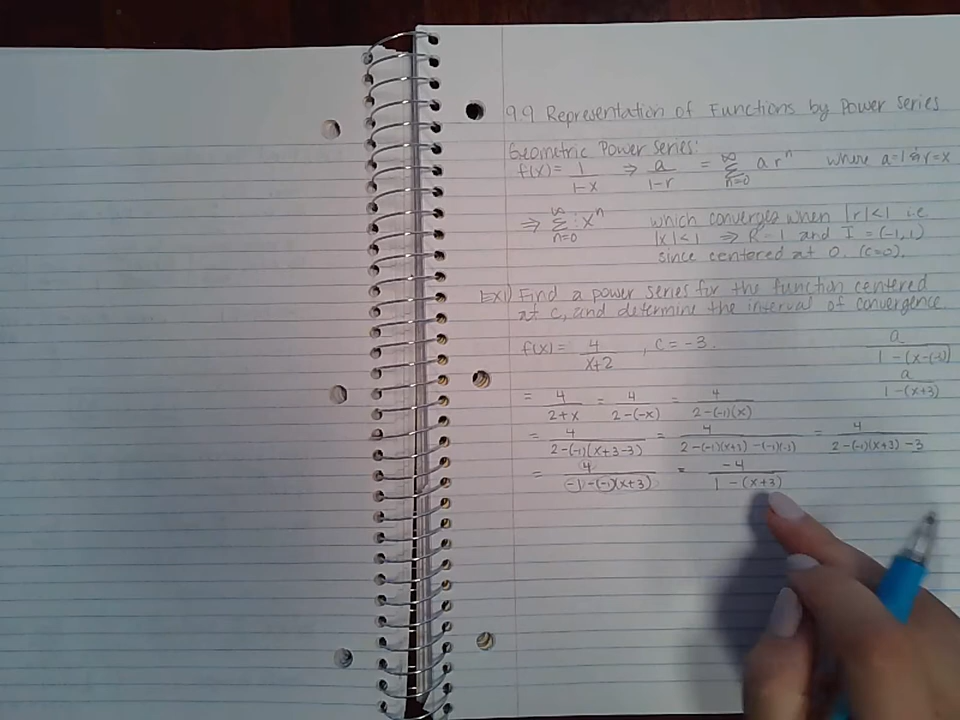 9.9 Representation of Functions by Power Series
Geometric Power Series:
f(x) = 1/(1-x) ⇒ a/(1-r) = ∑_{n=0}^{∞} a r^n where a=1 & r=x
⇒ ∑_{n=0}^{∞} x^n which converges when |r|<1 i.e
|x|<1 ⇒ R=1 and I = (-1,1)
since centered at 0. (c=0).
Ex1) Find a power series for the function centered
at c, and determine the interval of convergence.
f(x) = 4/(x+2), c = -3.
a/(1-(x-(-3)))
a/(1-(x+3))
= 4/(2+x) = 4/(2-(-x)) = 4/(2-(-1)(x))
= 4/(2-(-1)(x+3-3)) = 4/(2-(-1)(x+3)-(-1)(-3)) = 4/(2-(-1)(x+3)-3)
= 4/(-1-(-1)(x+3)) = -4/(1-(x+3))